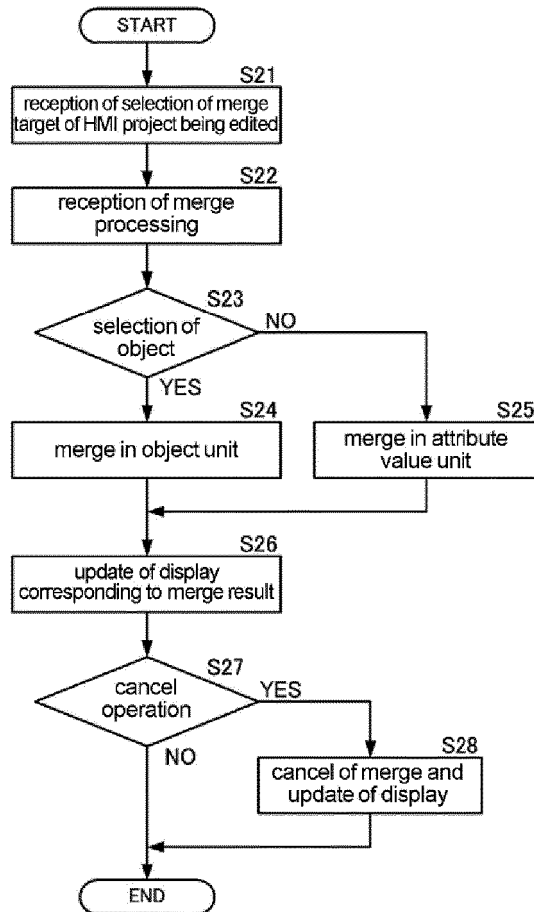 START
S21
reception of selection of merge
target of HMI project being edited
S22
reception of merge
processing
S23
selection of
object
NO
YES
S24
merge in object unit
S25
merge in attribute
value unit
S26
update of display
corresponding to merge result
S27
cancel
operation
YES
NO
S28
cancel of merge and
update of display
END